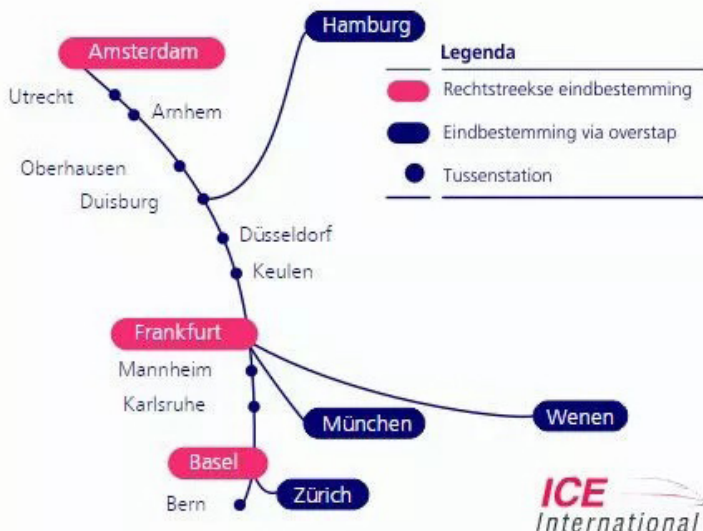 Hamburg
Amsterdam
Legenda
Utrecht
Rechtstreekse eindbestemming
Arnhem
Eindbestemming via overstap
Oberhausen
Tussenstation
Duisburg
Düsseldorf
Keulen
Frankfurt
Mannheim
Karlsruhe
München
Wenen
Basel
Zürich
Bern
ICE
International